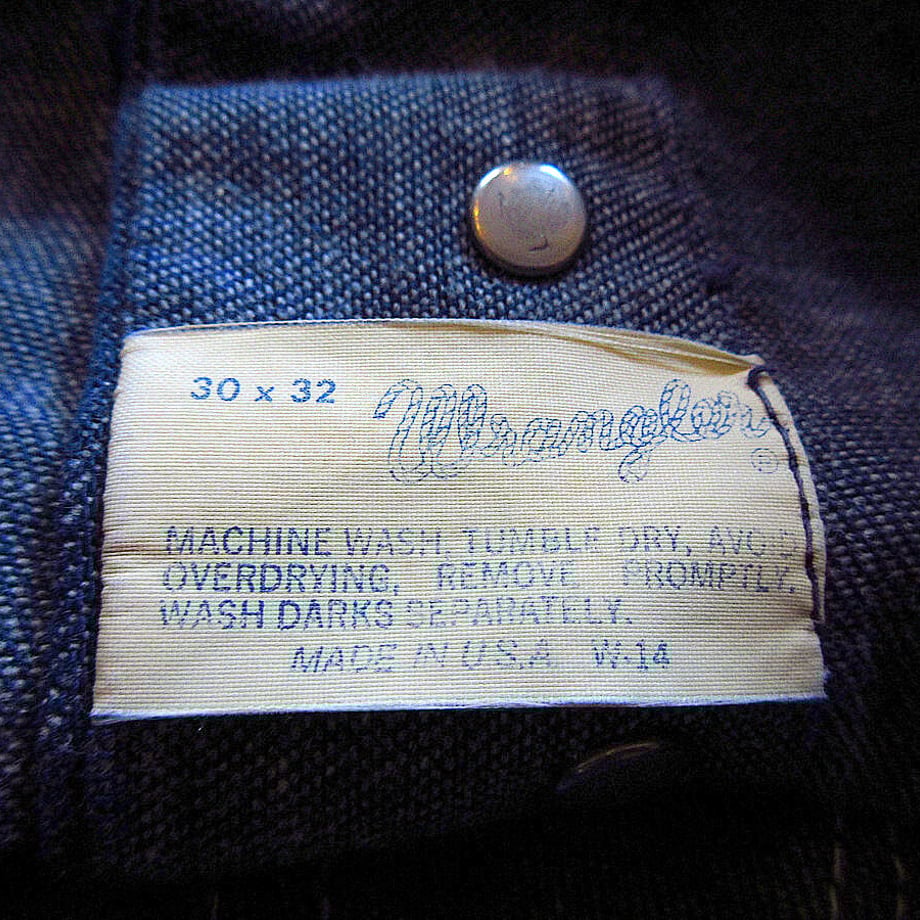 30 x 32 Wrangler ®
MACHINE WASH, TUMBLE DRY, AVOID
OVERDRYING, REMOVE PROMPTLY.
WASH DARKS SEPARATELY.
MADE IN U.S.A. W-14